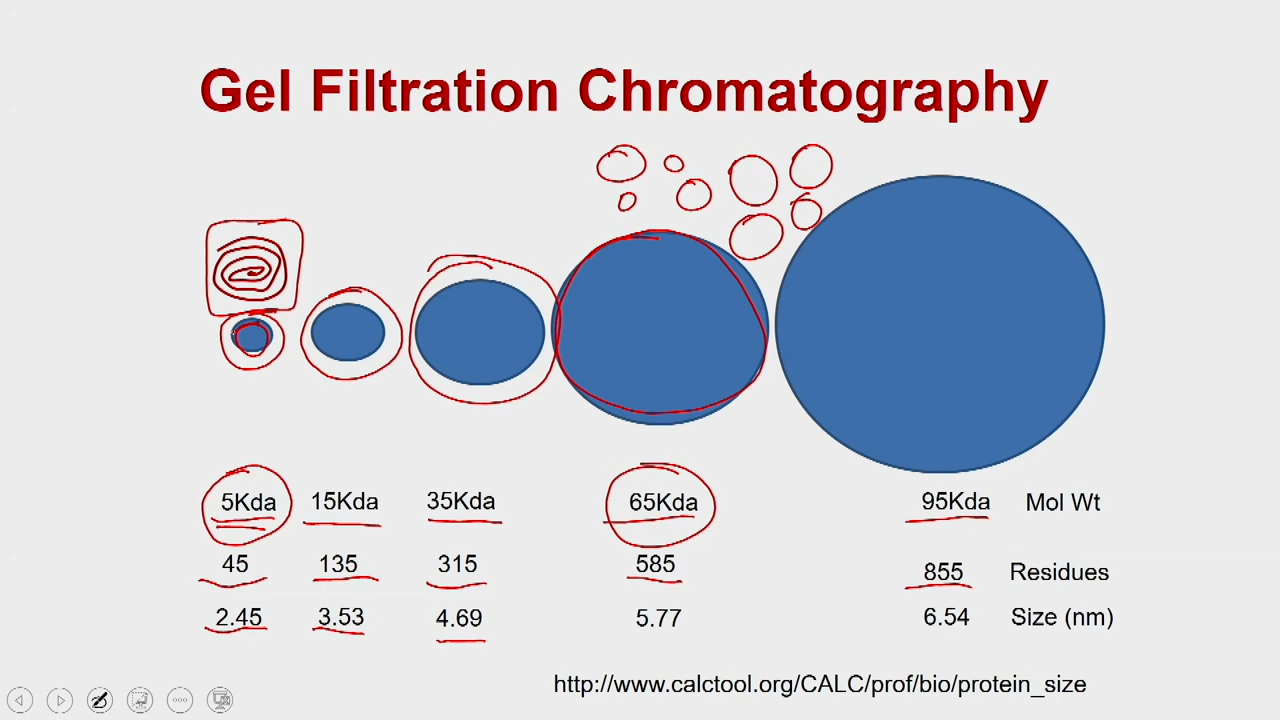 Gel Filtration Chromatography
5Kda 15Kda 35Kda 65Kda 95Kda Mol Wt
45 135 315 585 855 Residues
2.45 3.53 4.69 5.77 6.54 Size (nm)
http://www.calctool.org/CALC/prof/bio/protein_size